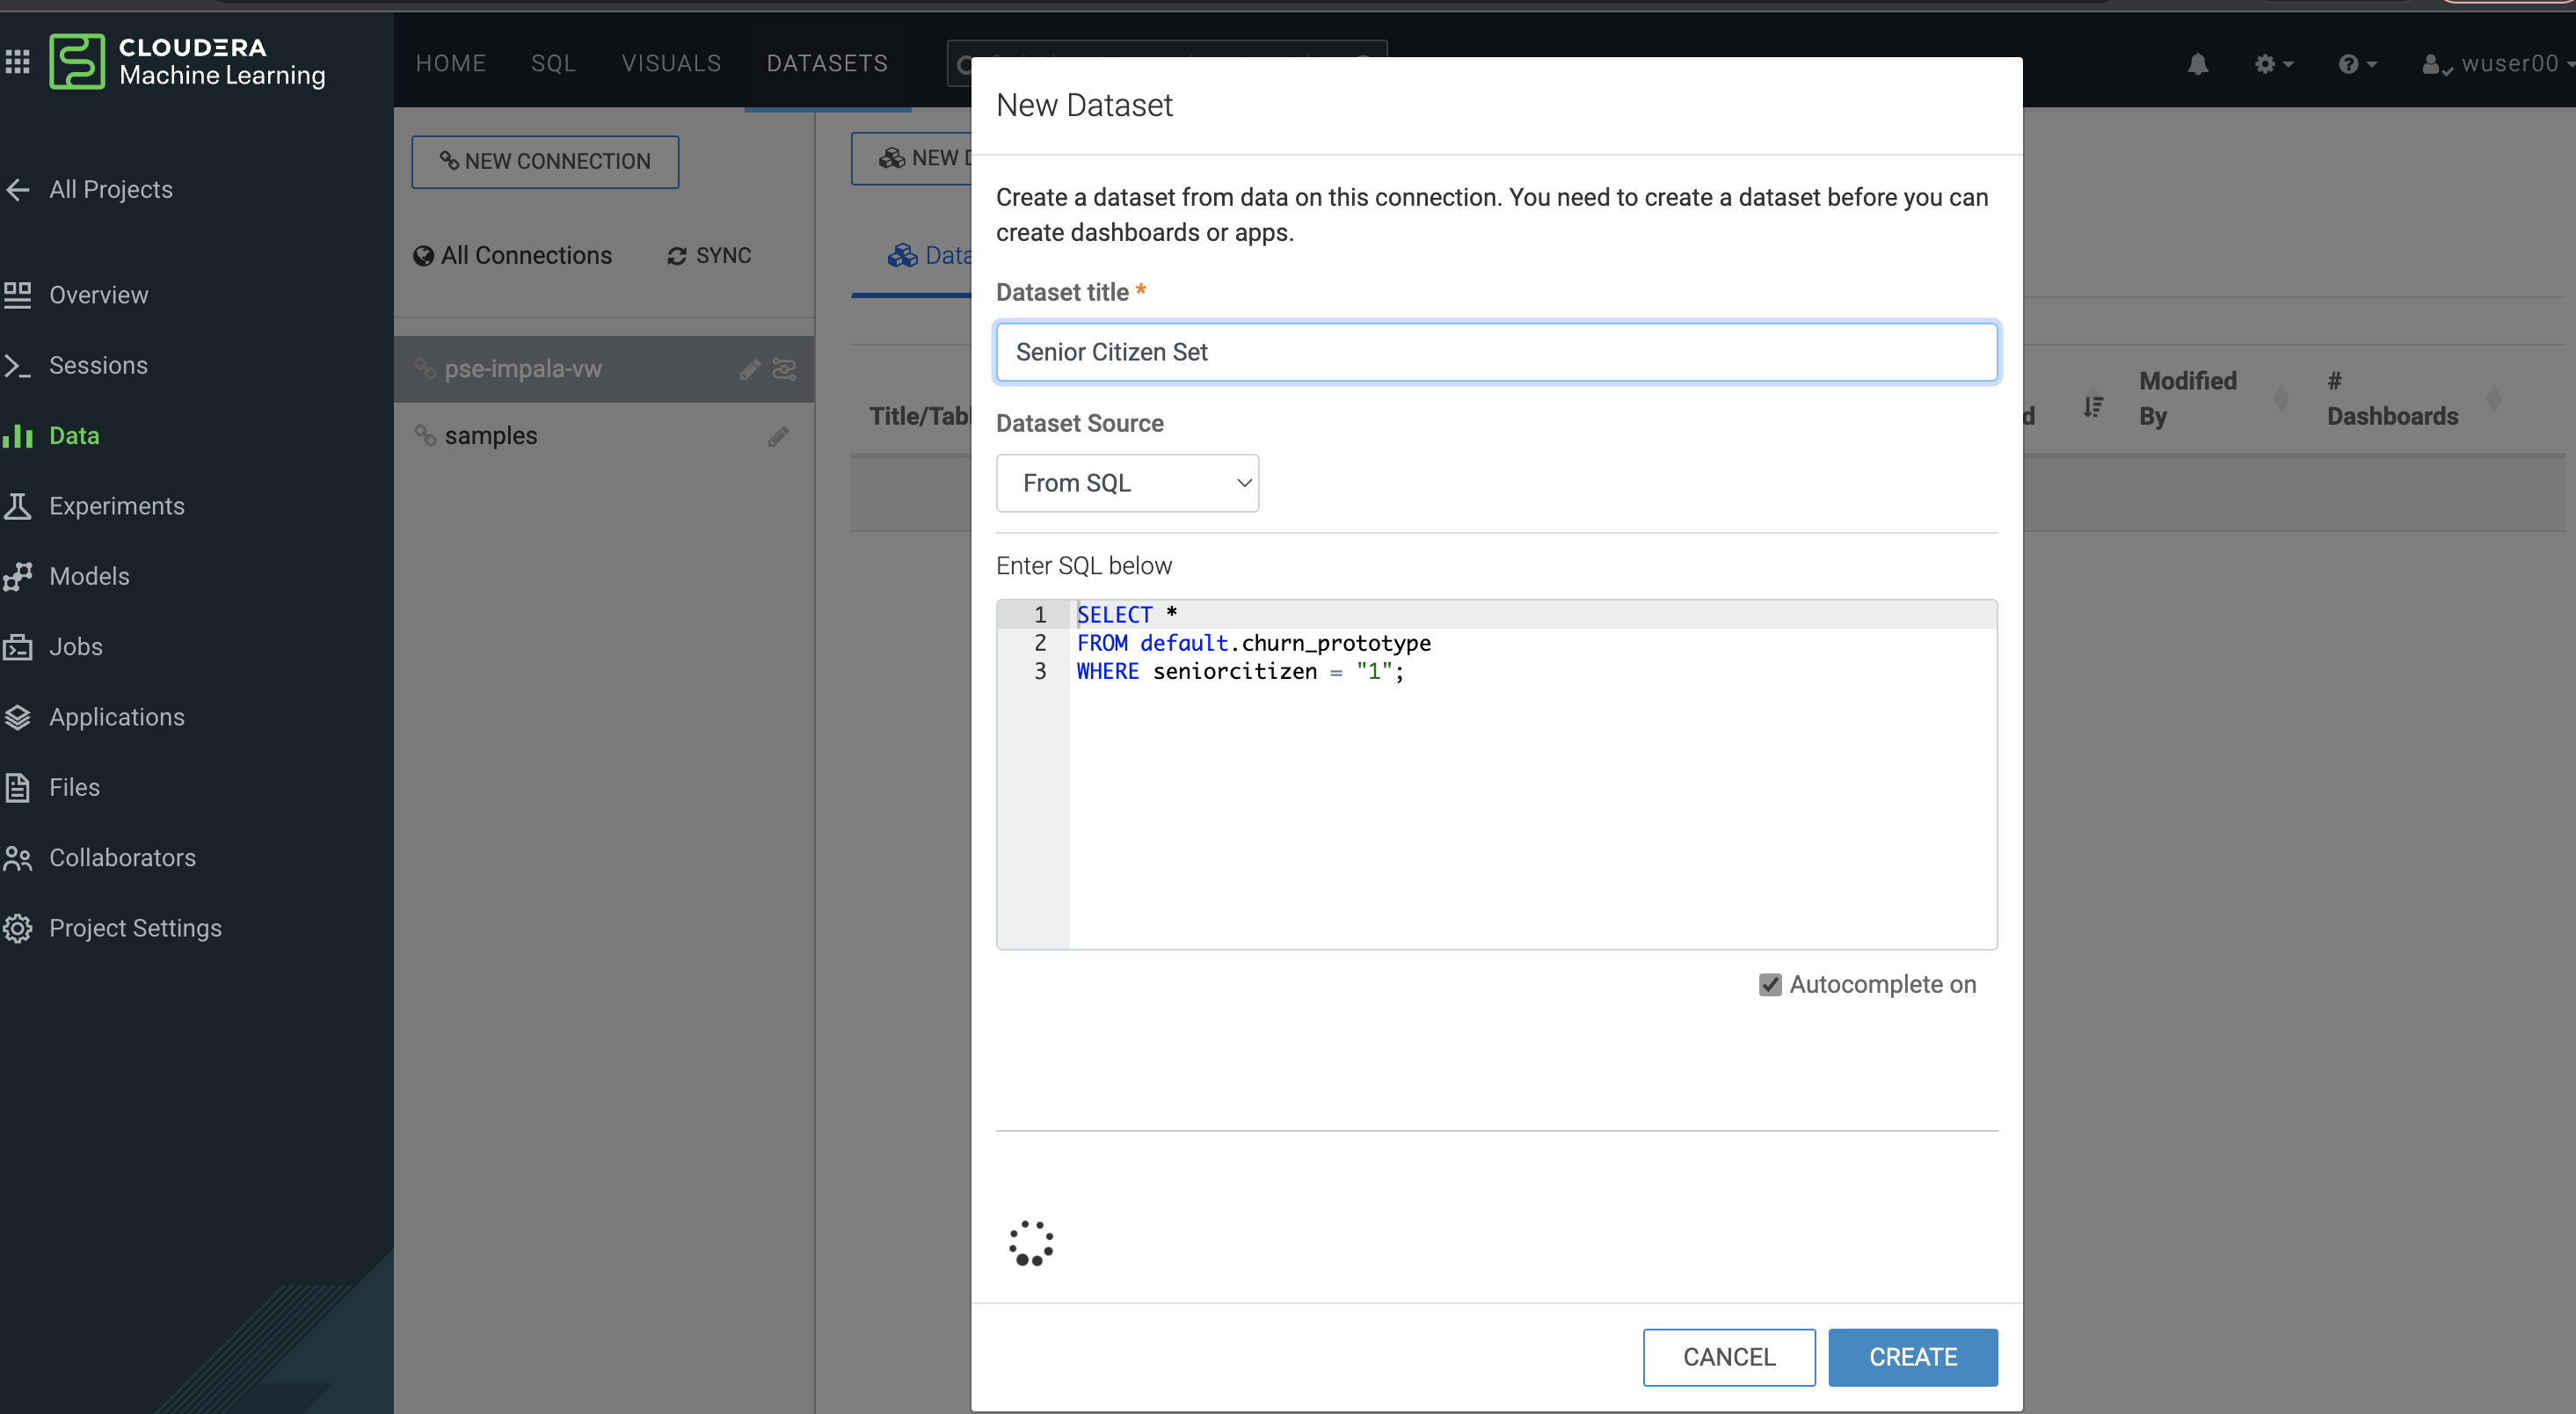 CLOUDERA
Machine Learning
HOME
SQL
VISUALS
DATASETS
wuser00
All Projects
Overview
Sessions
Data
Experiments
Models
Jobs
Applications
Files
Collaborators
Project Settings
NEW CONNECTION
All Connections
SYNC
pse-impala-vw
samples
NEW
Data
Title/Tab
d
Modified
By
#
Dashboards
New Dataset
Create a dataset from data on this connection. You need to create a dataset before you can
create dashboards or apps.
Dataset title *
Senior Citizen Set
Dataset Source
From SQL
Enter SQL below
1 SELECT *
2 FROM default.churn_prototype
3 WHERE seniorcitizen = "1";
Autocomplete on
CANCEL
CREATE